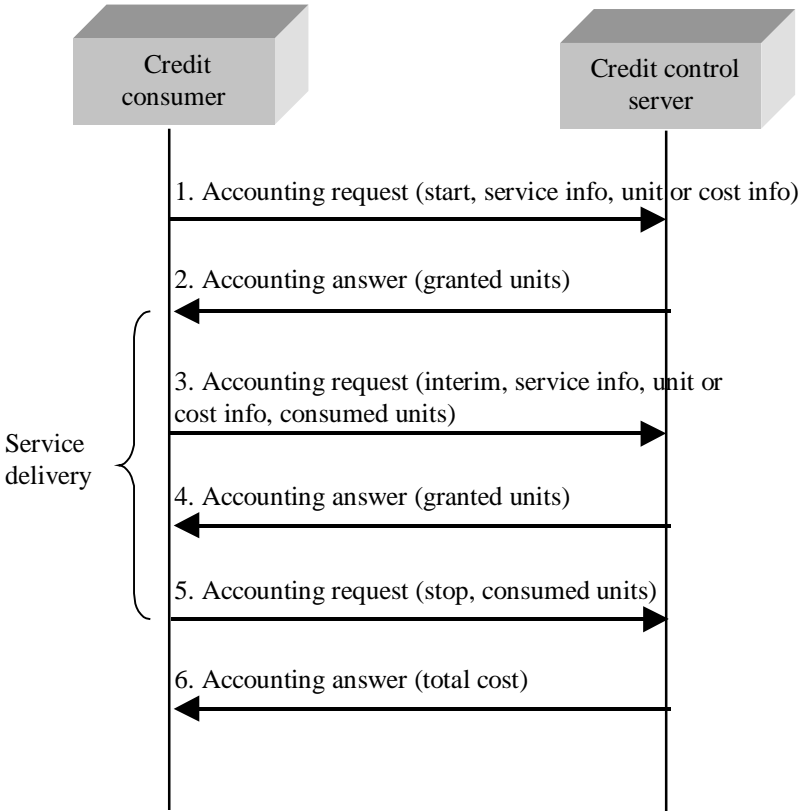 Credit
consumer
Credit control
server
1. Accounting request (start, service info, unit or cost info)
2. Accounting answer (granted units)
3. Accounting request (interim, service info, unit or
cost info, consumed units)
Service
delivery
4. Accounting answer (granted units)
5. Accounting request (stop, consumed units)
6. Accounting answer (total cost)